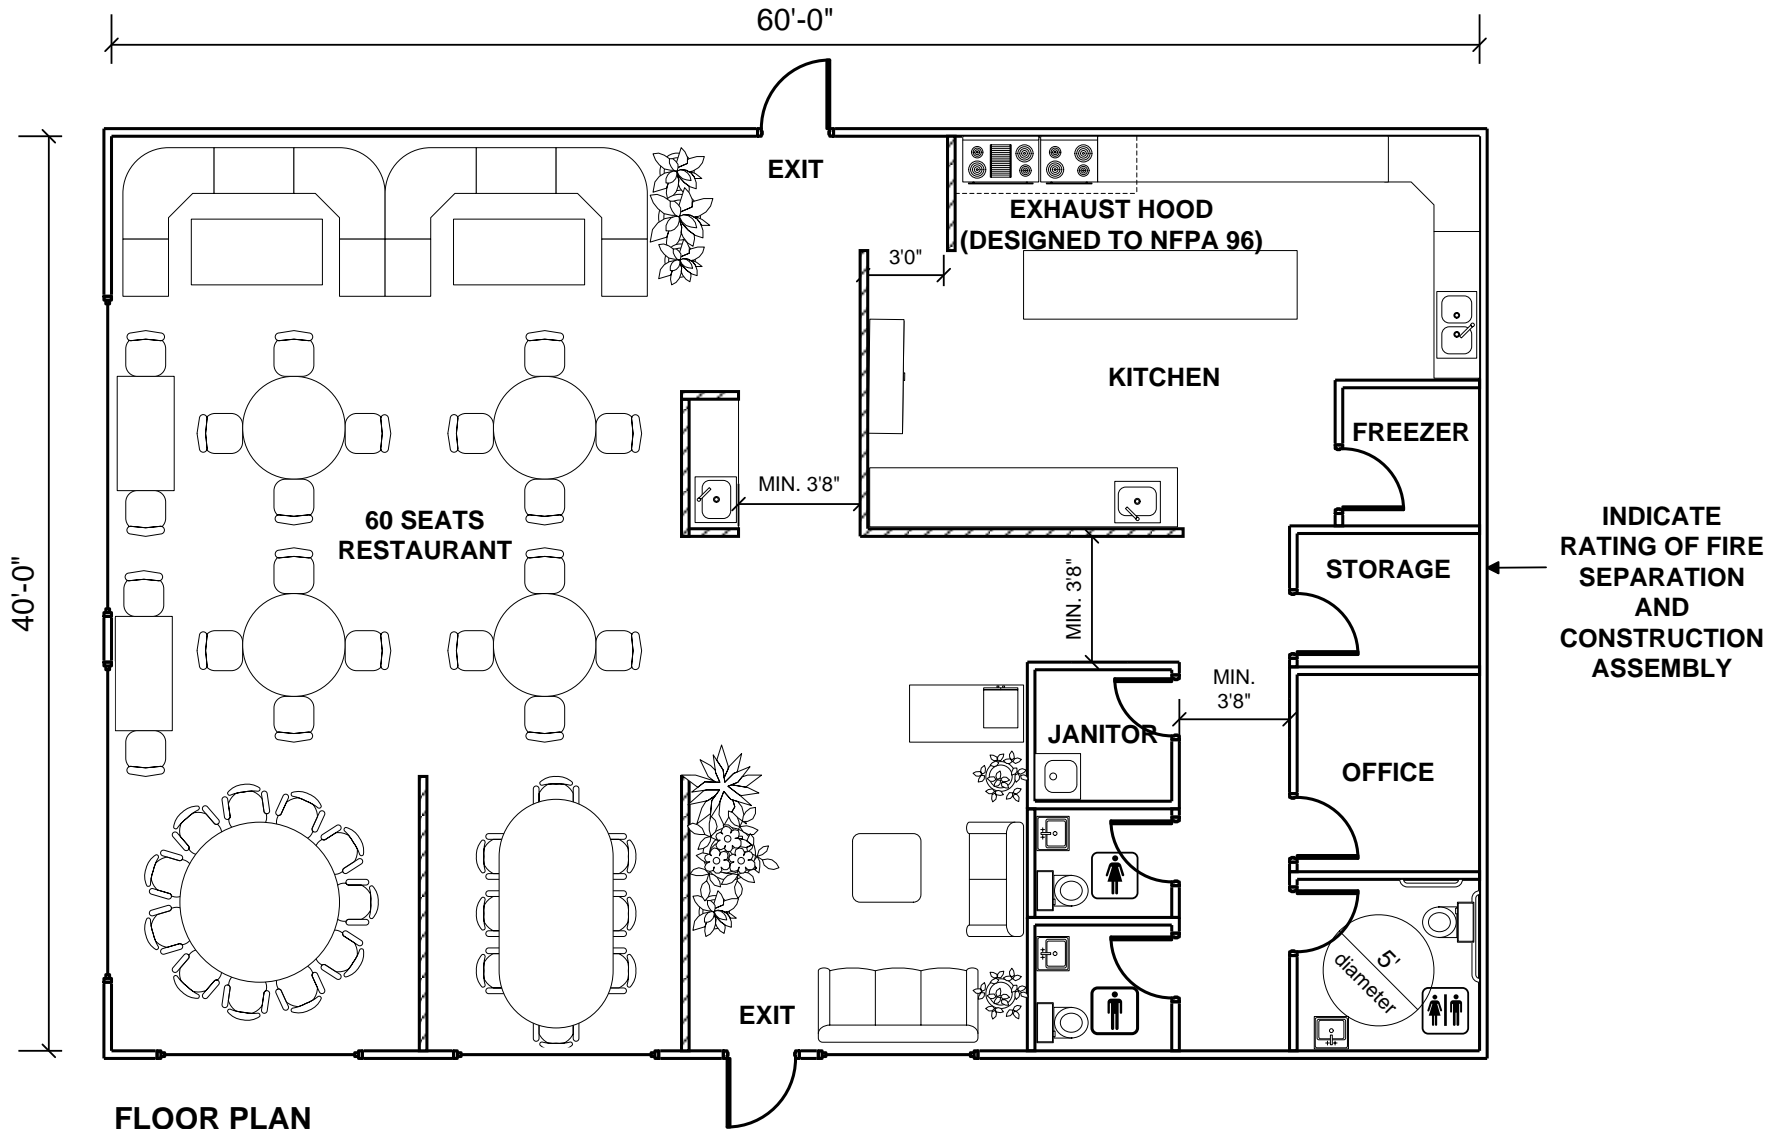 60'-0"
EXIT
EXHAUST HOOD
(DESIGNED TO NFPA 96)
3'0"
KITCHEN
FREEZER
MIN. 3'8"
60 SEATS
RESTAURANT
40'-0"
INDICATE
RATING OF FIRE
SEPARATION
AND
CONSTRUCTION
ASSEMBLY
STORAGE
MIN. 3'8"
MIN.
3'8"
JANITOR
OFFICE
5'
diameter
EXIT
FLOOR PLAN